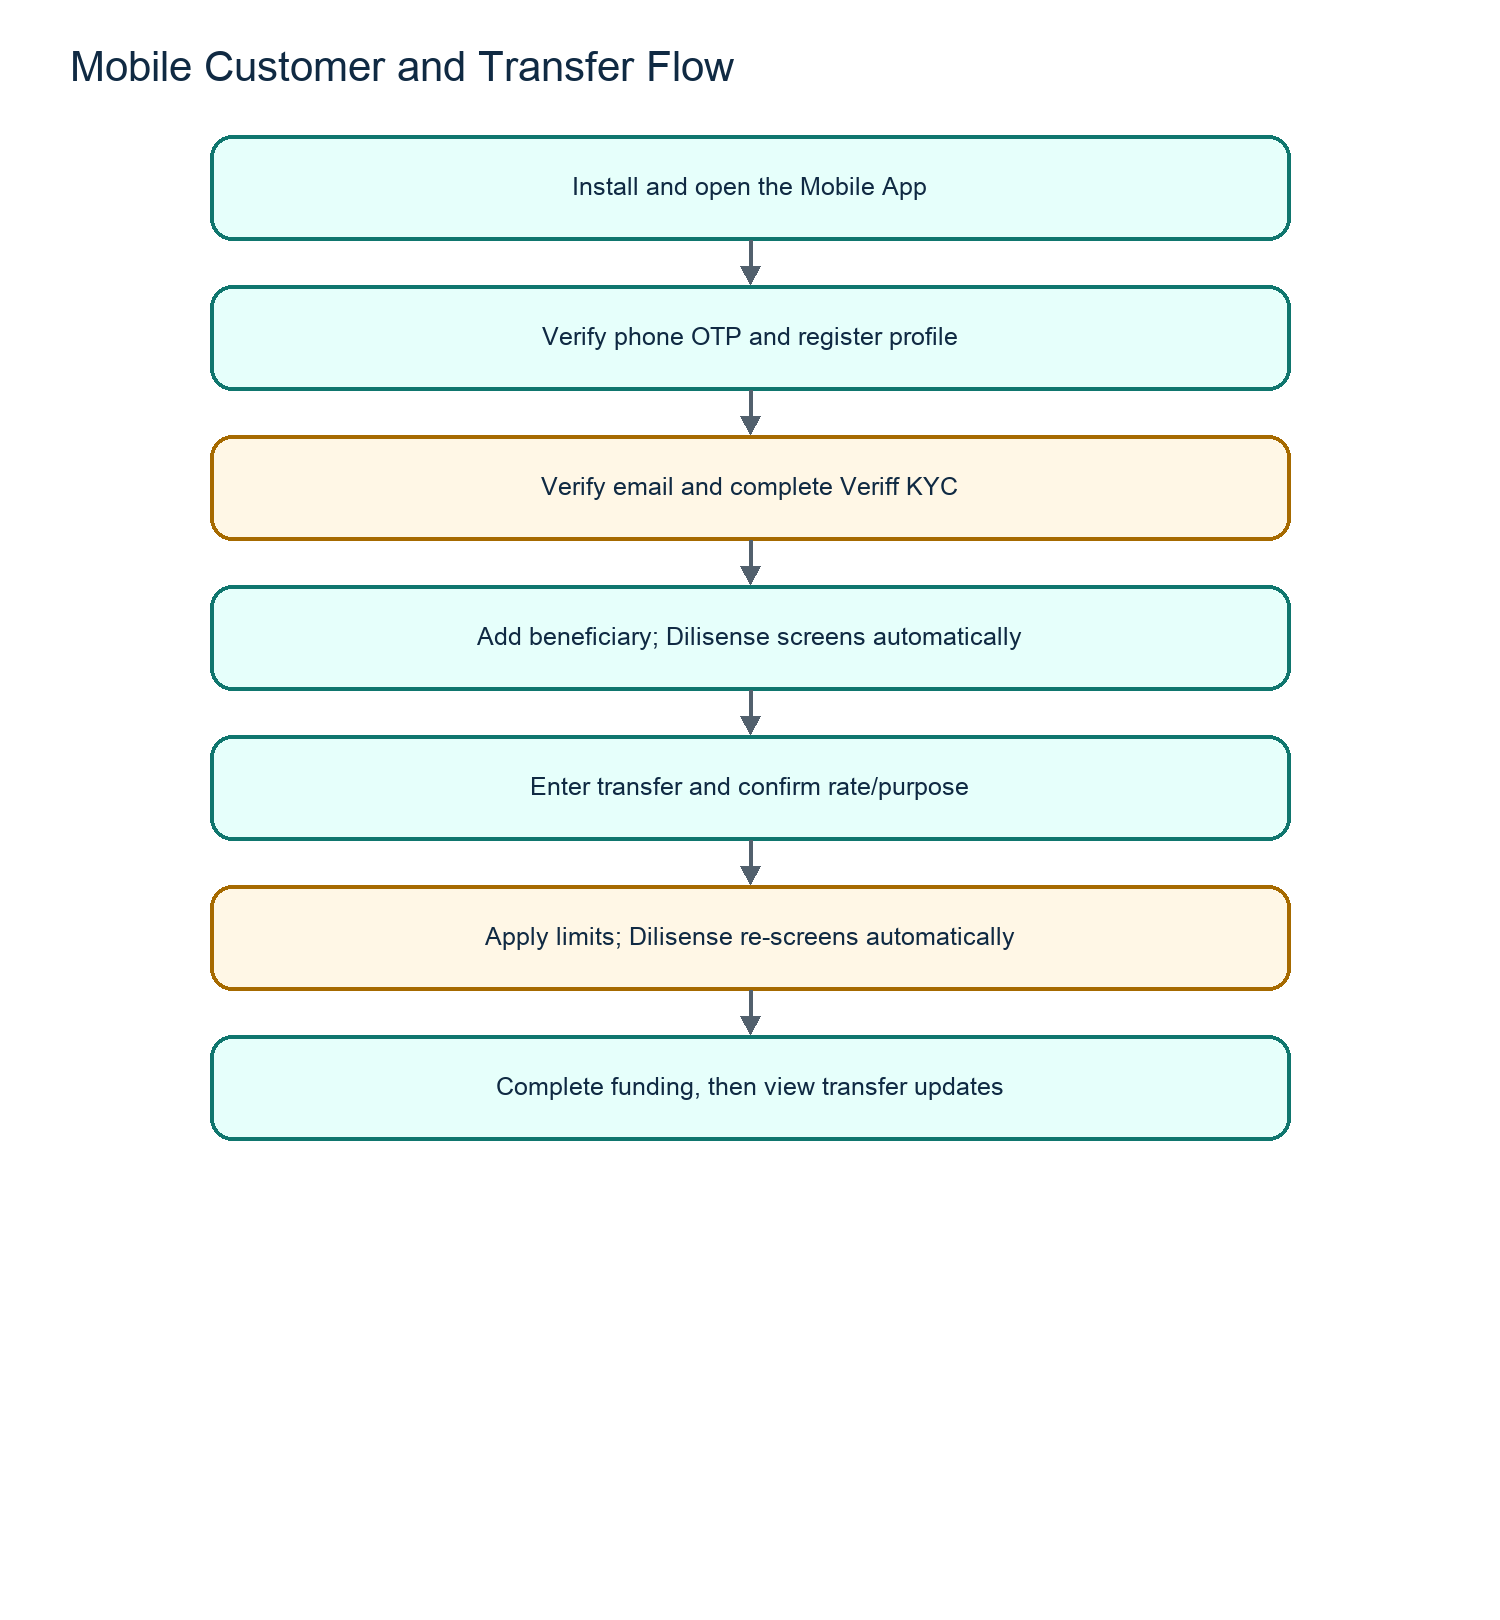 Mobile Customer and Transfer Flow
Install and open the Mobile App
Verify phone OTP and register profile
Verify email and complete Veriff KYC
Add beneficiary; Dilisense screens automatically
Enter transfer and confirm rate/purpose
Apply limits; Dilisense re-screens automatically
Complete funding, then view transfer updates